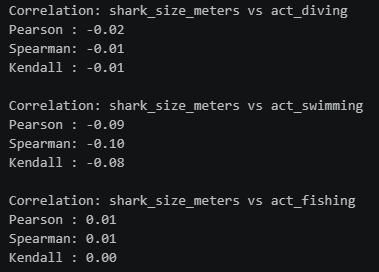 Correlation: shark_size_meters vs act_diving
Pearson : -0.02
Spearman: -0.01
Kendall : -0.01
Correlation: shark_size_meters vs act_swimming
Pearson : -0.09
Spearman: -0.10
Kendall : -0.08
Correlation: shark_size_meters vs act_fishing
Pearson : 0.01
Spearman: 0.01
Kendall : 0.00